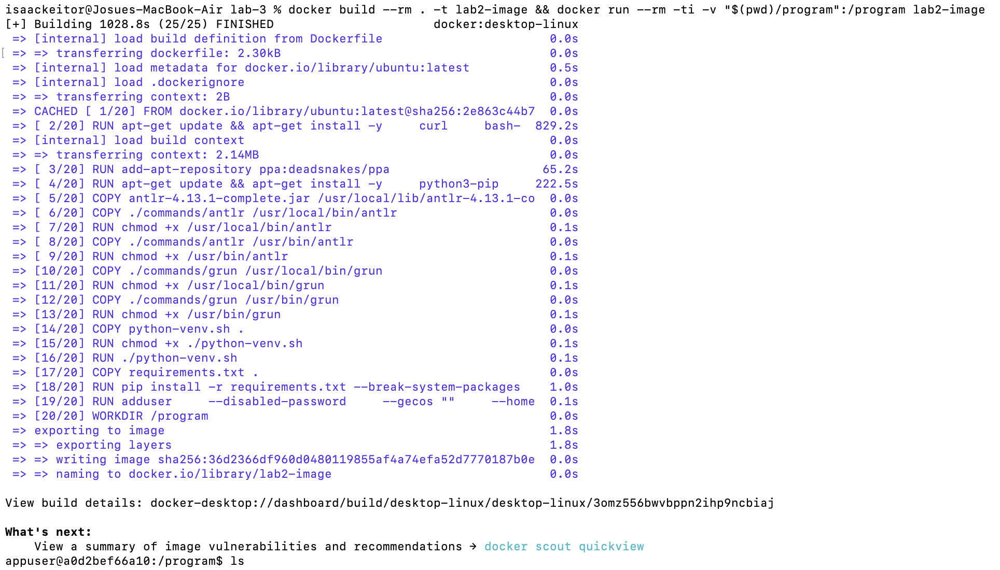 isaackeitor@Josues-MacBook-Air lab-3 % docker build --rm . -t lab2-image && docker run --rm -ti -v "$(pwd)/program":/program lab2-image
[+] Building 1028.8s (25/25) FINISHED docker:desktop-linux
=> [internal] load build definition from Dockerfile 0.0s
[ => => transferring dockerfile: 2.30kB 0.0s
=> [internal] load metadata for docker.io/library/ubuntu:latest 0.5s
=> [internal] load .dockerignore 0.0s
=> => transferring context: 2B 0.0s
=> CACHED [ 1/20] FROM docker.io/library/ubuntu:latest@sha256:2e863c44b7 0.0s
=> [ 2/20] RUN apt-get update && apt-get install -y curl bash- 829.2s
=> [internal] load build context 0.0s
=> => transferring context: 2.14MB 0.0s
=> [ 3/20] RUN add-apt-repository ppa:deadsnakes/ppa 65.2s
=> [ 4/20] RUN apt-get update && apt-get install -y python3-pip 222.5s
=> [ 5/20] COPY antlr-4.13.1-complete.jar /usr/local/lib/antlr-4.13.1-co 0.0s
=> [ 6/20] COPY ./commands/antlr /usr/local/bin/antlr 0.0s
=> [ 7/20] RUN chmod +x /usr/local/bin/antlr 0.1s
=> [ 8/20] COPY ./commands/antlr /usr/bin/antlr 0.0s
=> [ 9/20] RUN chmod +x /usr/bin/antlr 0.1s
=> [10/20] COPY ./commands/grun /usr/local/bin/grun 0.0s
=> [11/20] RUN chmod +x /usr/local/bin/grun 0.1s
=> [12/20] COPY ./commands/grun /usr/bin/grun 0.0s
=> [13/20] RUN chmod +x /usr/bin/grun 0.1s
=> [14/20] COPY python-venv.sh . 0.0s
=> [15/20] RUN chmod +x ./python-venv.sh 0.1s
=> [16/20] RUN ./python-venv.sh 0.1s
=> [17/20] COPY requirements.txt . 0.0s
=> [18/20] RUN pip install -r requirements.txt --break-system-packages 1.0s
=> [19/20] RUN adduser --disabled-password --gecos "" --home 0.1s
=> [20/20] WORKDIR /program 0.0s
=> exporting to image 1.8s
=> => exporting layers 1.8s
=> => writing image sha256:36d2366df960d0480119855af4a74efa52d7770187b0e 0.0s
=> => naming to docker.io/library/lab2-image 0.0s
View build details: docker-desktop://dashboard/build/desktop-linux/desktop-linux/3omz556bwvbppn2ihp9ncbiaj
What's next:
View a summary of image vulnerabilities and recommendations → docker scout quickview
appuser@a0d2bef66a10:/program$ ls